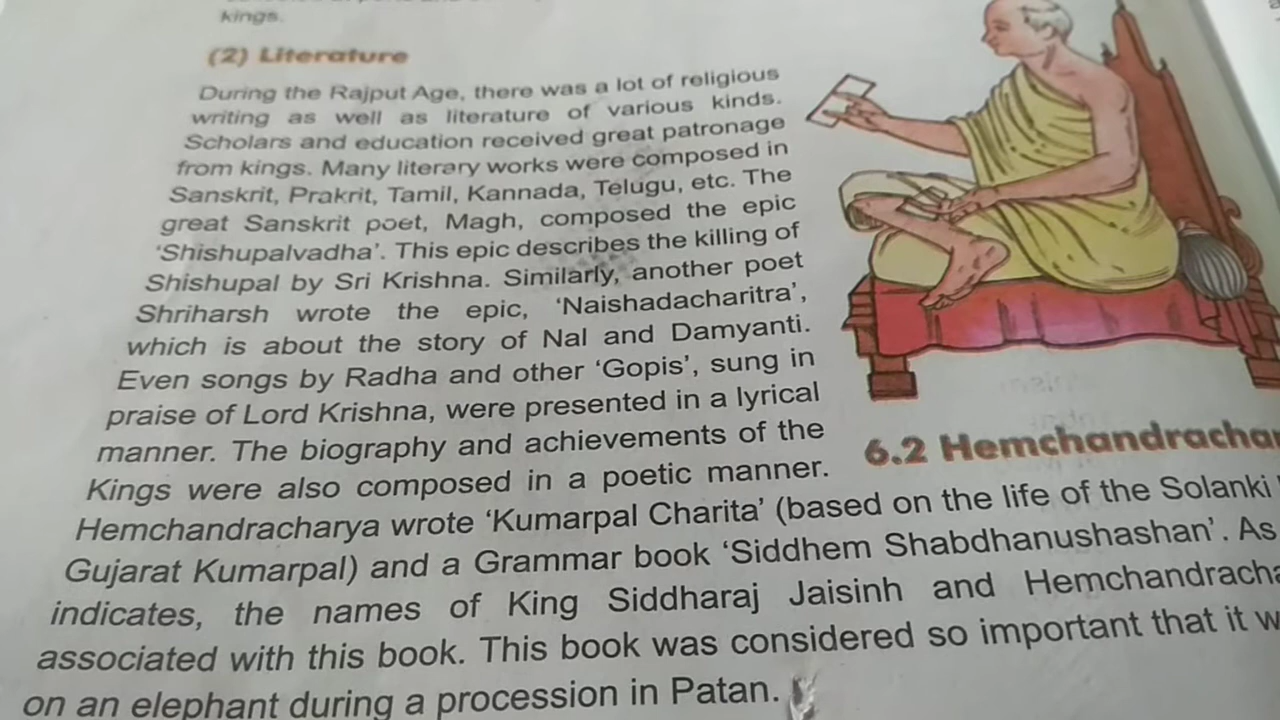 kings.
(2) Literature
During the Rajput Age, there was a lot of religious
writing as well as literature of various kinds.
Scholars and education received great patronage
from kings. Many literary works were composed in
Sanskrit, Prakrit, Tamil, Kannada, Telugu, etc. The
great Sanskrit poet, Magh, composed the epic
'Shishupalvadha'. This epic describes the killing of
Shishupal by Sri Krishna. Similarly, another poet
Shriharsh wrote the epic, 'Naishadacharitra',
which is about the story of Nal and Damyanti.
Even songs by Radha and other 'Gopis', sung in
praise of Lord Krishna, were presented in a lyrical
manner. The biography and achievements of the
Kings were also composed in a poetic manner.
6.2 Hemchandrachar
Hemchandracharya wrote 'Kumarpal Charita' (based on the life of the Solanki
Gujarat Kumarpal) and a Grammar book 'Siddhem Shabdhanushashan'. As
indicates, the names of King Siddharaj Jaisinh and Hemchandracha
associated with this book. This book was considered so important that it w
on an elephant during a procession in Patan.